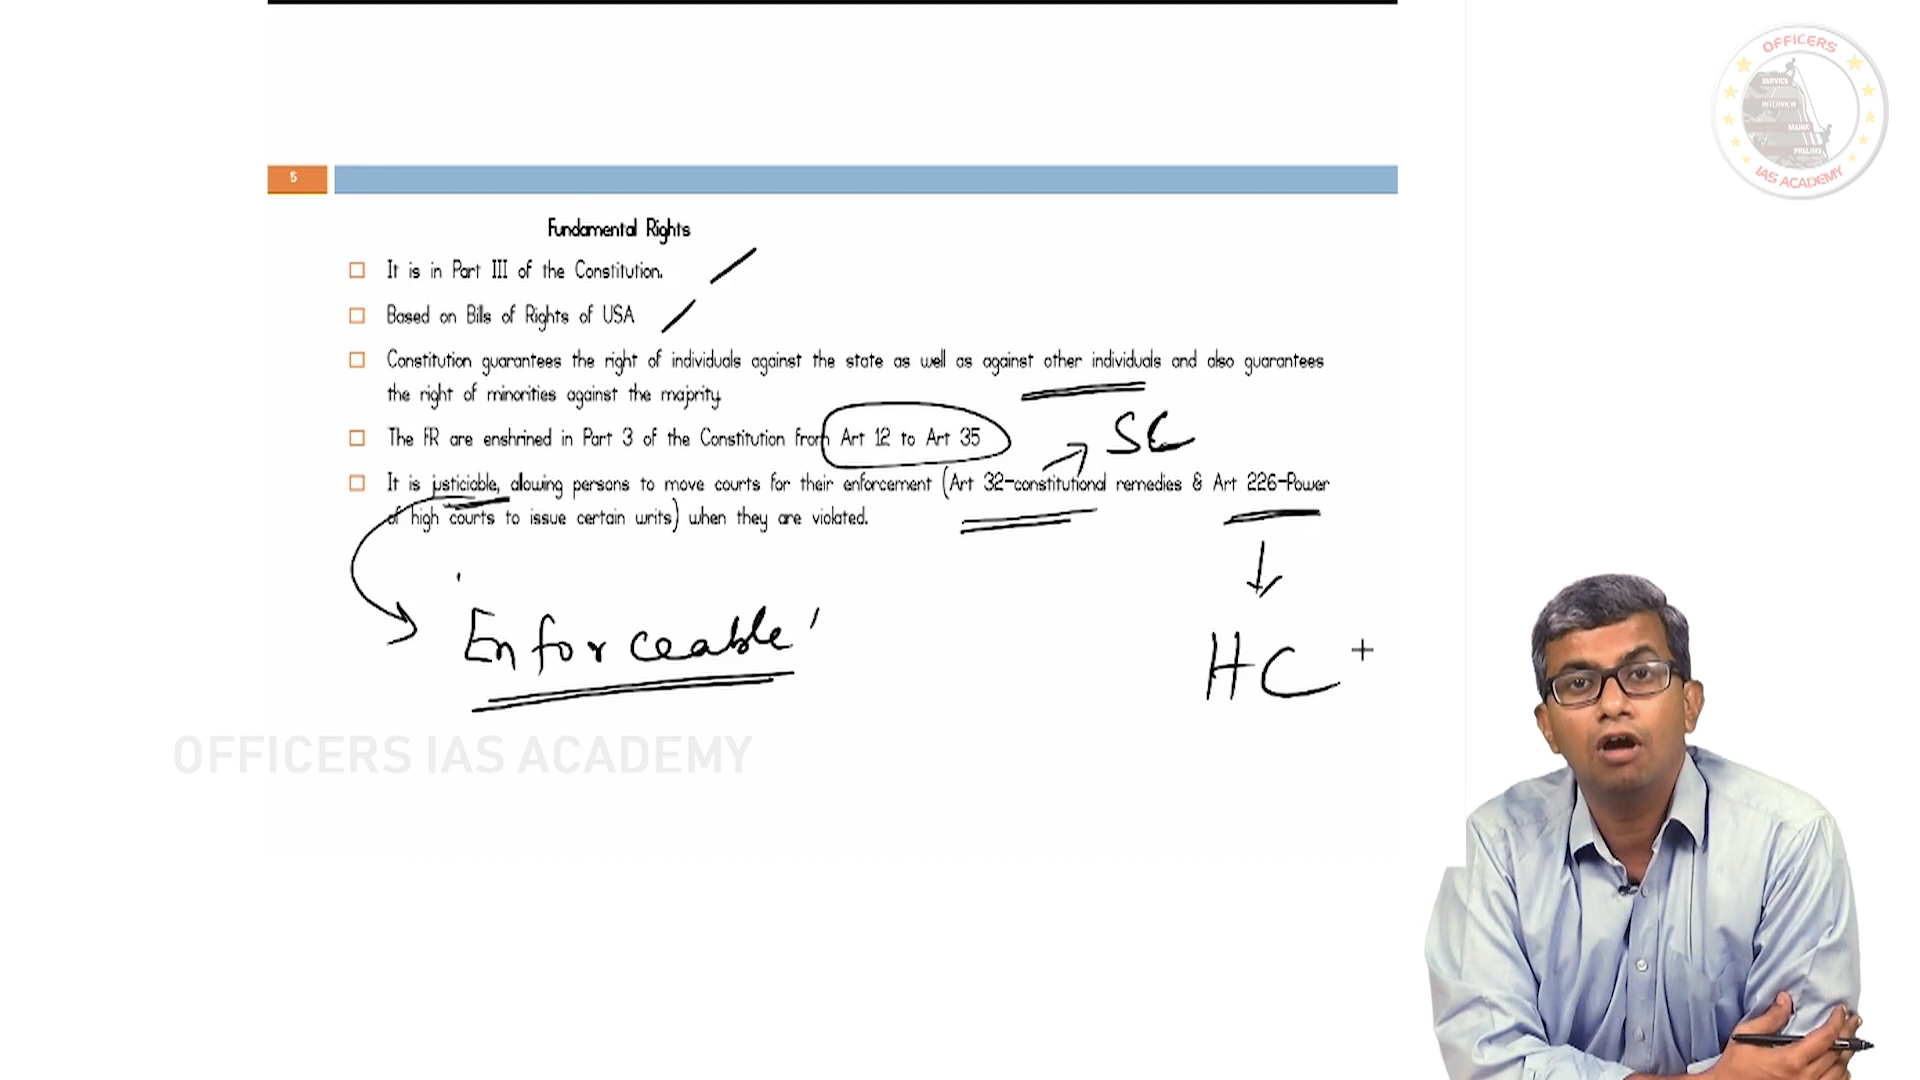 OFFICERS
SERVICE
INTERVIEW
MAINS
PRELIMS
IAS ACADEMY
5
Fundamental Rights
It is in Part III of the Constitution.
Based on Bills of Rights of USA
Constitution guarantees the right of individuals against the state as well as against other individuals and also guarantees
the right of minorities against the majority.
The FR are enshrined in Part 3 of the Constitution from Art 12 to Art 35
SC
It is justiciable, allowing persons to move courts for their enforcement (Art 32-constitutional remedies & Art 226-Power
of high courts to issue certain writs) when they are violated.
'Enforceable'
HC
OFFICERS IAS ACADEMY